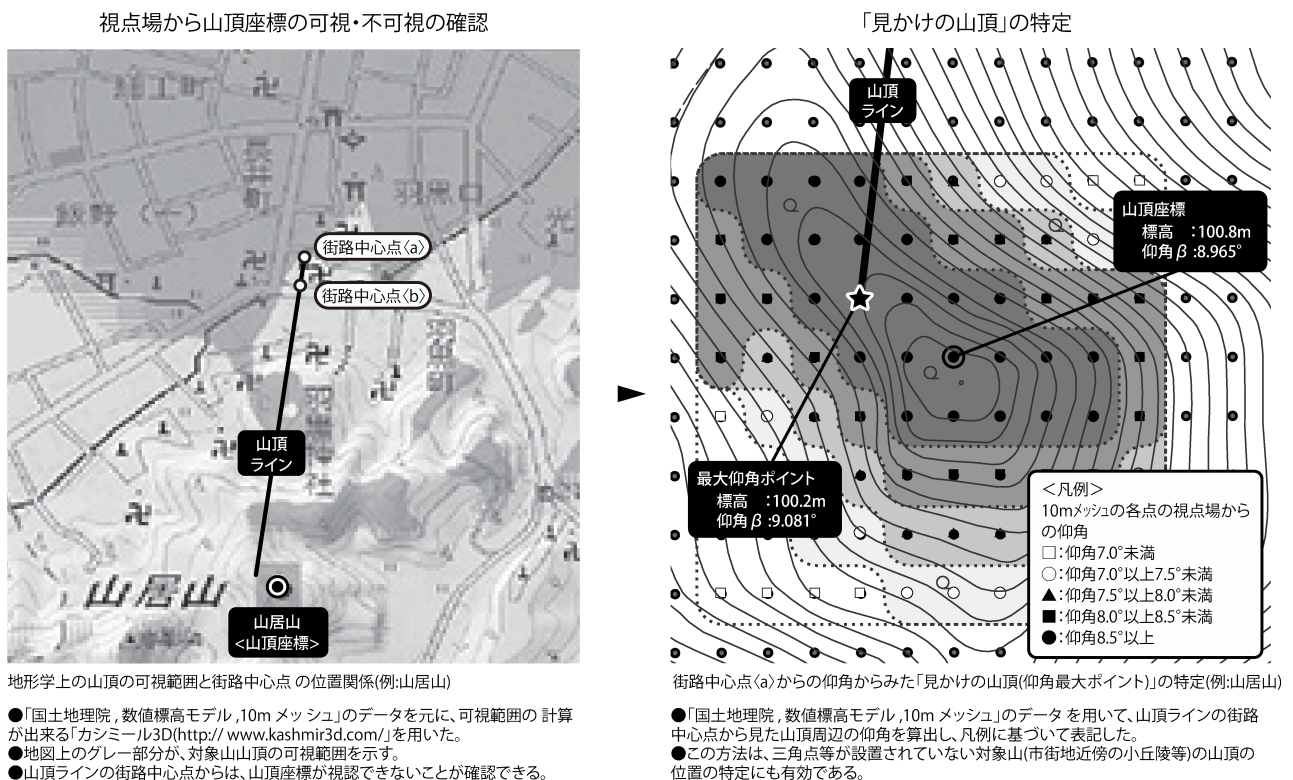 視点場から山頂座標の可視・不可視の確認
街路中心点〈a〉
街路中心点〈b〉
山頂
ライン
山居山
山居山
<山頂座標>
地形学上の山頂の可視範囲と街路中心点 の位置関係(例:山居山)
●「国土地理院 , 数値標高モデル ,10m メッシュ」のデータを元に、可視範囲の 計算
が出来る「カシミール3D(http:// www.kashmir3d.com/」を用いた。
●地図上のグレー部分が、対象山山頂の可視範囲を示す。
●山頂ラインの街路中心点からは、山頂座標が視認できないことが確認できる。
「見かけの山頂」の特定
山頂
ライン
山頂座標
標高 :100.8m
仰角β:8.965°
最大仰角ポイント
標高 :100.2m
仰角β:9.081°
＜凡例＞
10mメッシュの各点の視点場から
の仰角
□：仰角7.0°未満
○：仰角7.0°以上7.5°未満
▲：仰角7.5°以上8.0°未満
■：仰角8.0°以上8.5°未満
●：仰角8.5°以上
街路中心点〈a〉からの仰角からみた「見かけの山頂(仰角最大ポイント)」の特定(例:山居山)
●「国土地理院 , 数値標高モデル ,10m メッシュ」のデータ を用いて、山頂ラインの街路
中心点から見た山頂周辺の仰角を算出し、凡例に基づいて表記した。
●この方法は、三角点等が設置されていない対象山(市街地近傍の小丘陵等)の山頂の
位置の特定にも有効である。